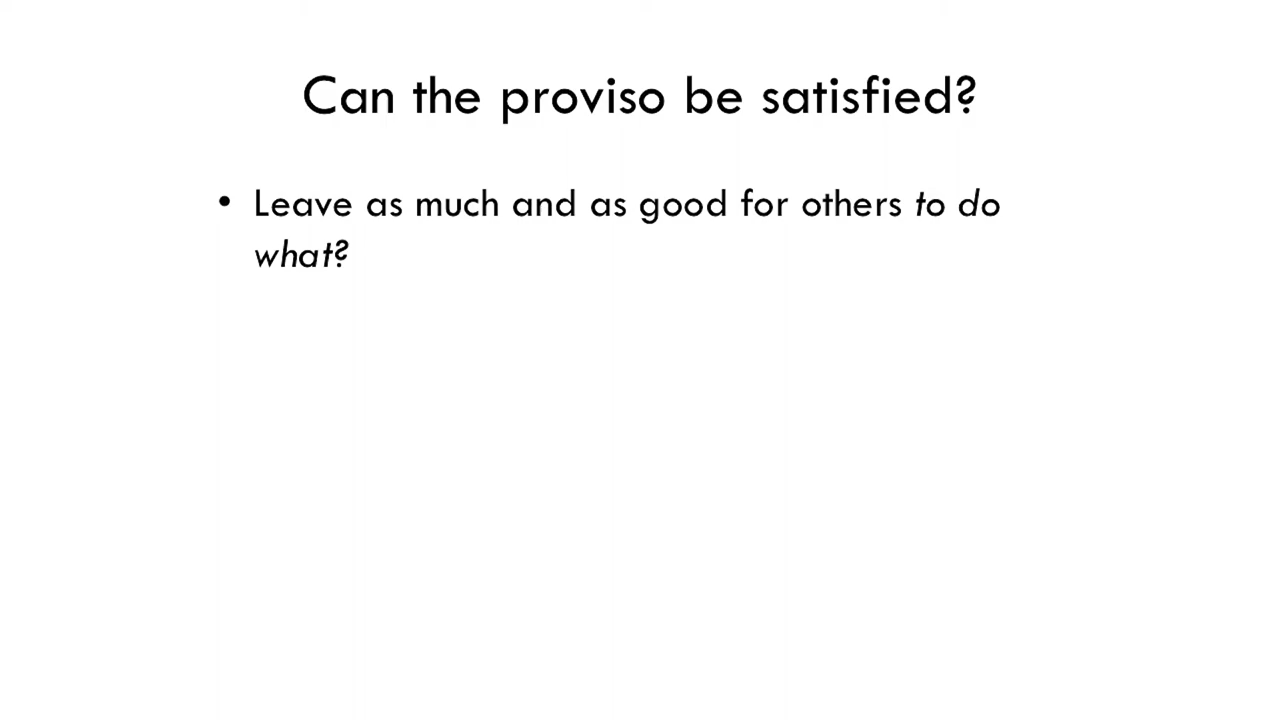 Can the proviso be satisfied?
• Leave as much and as good for others to do
what?